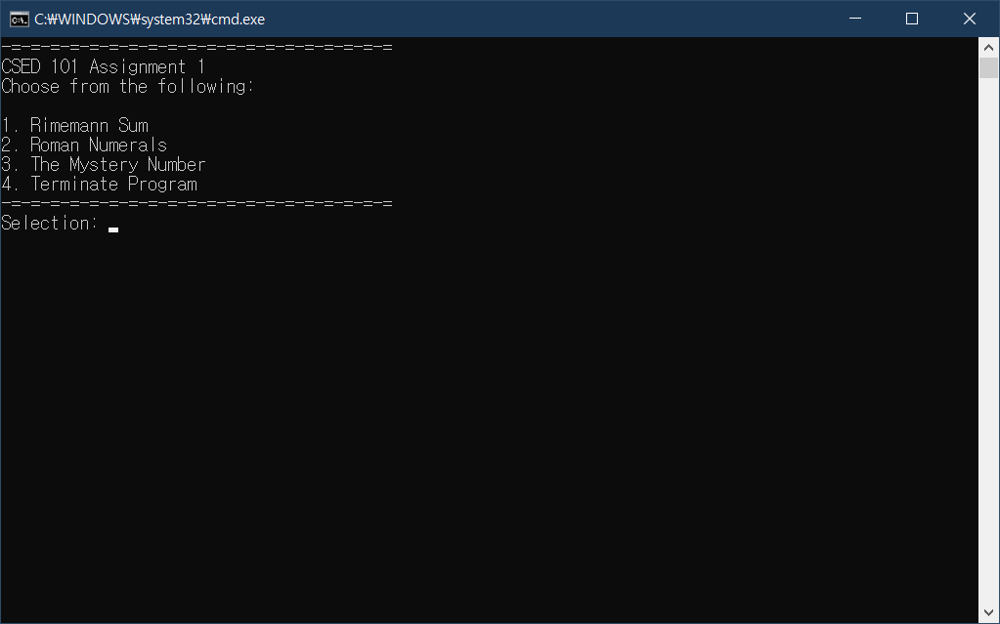 C:₩WINDOWS₩system32₩cmd.exe
-=-=-=-=-=-=-=-=-=-=-=-=-=-=-=-=-=-=-=-=
CSED 101 Assignment 1
Choose from the following:
1. Rimemann Sum
2. Roman Numerals
3. The Mystery Number
4. Terminate Program
-=-=-=-=-=-=-=-=-=-=-=-=-=-=-=-=-=-=-=-=
Selection: